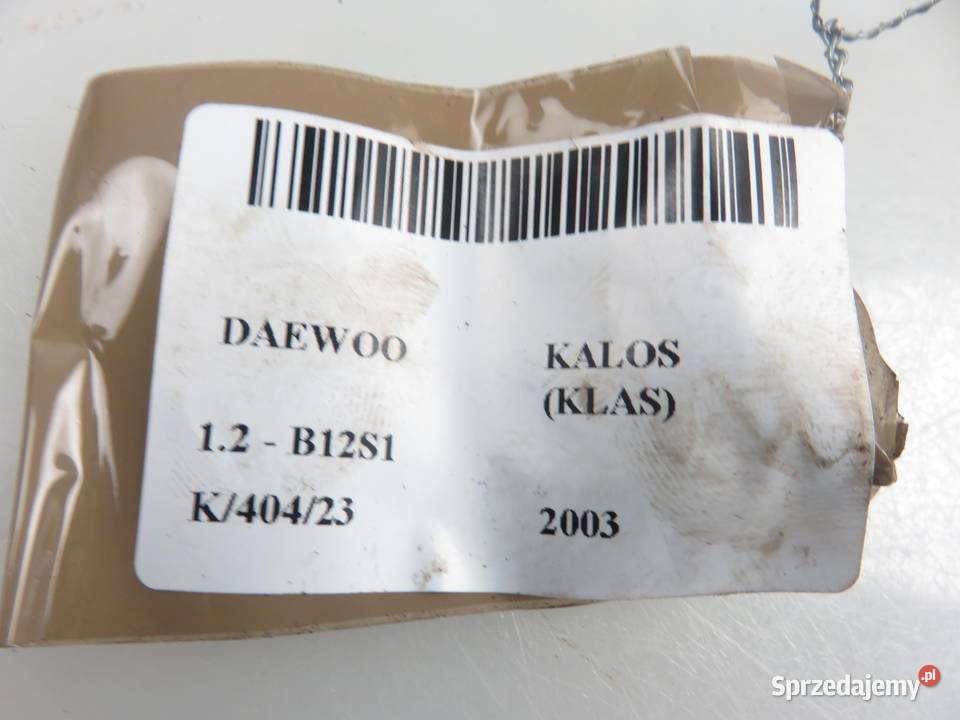 DAEWOO
KALOS
(KLAS)
1.2 - B12S1
K/404/23
2003
Sprzedajemy.pl